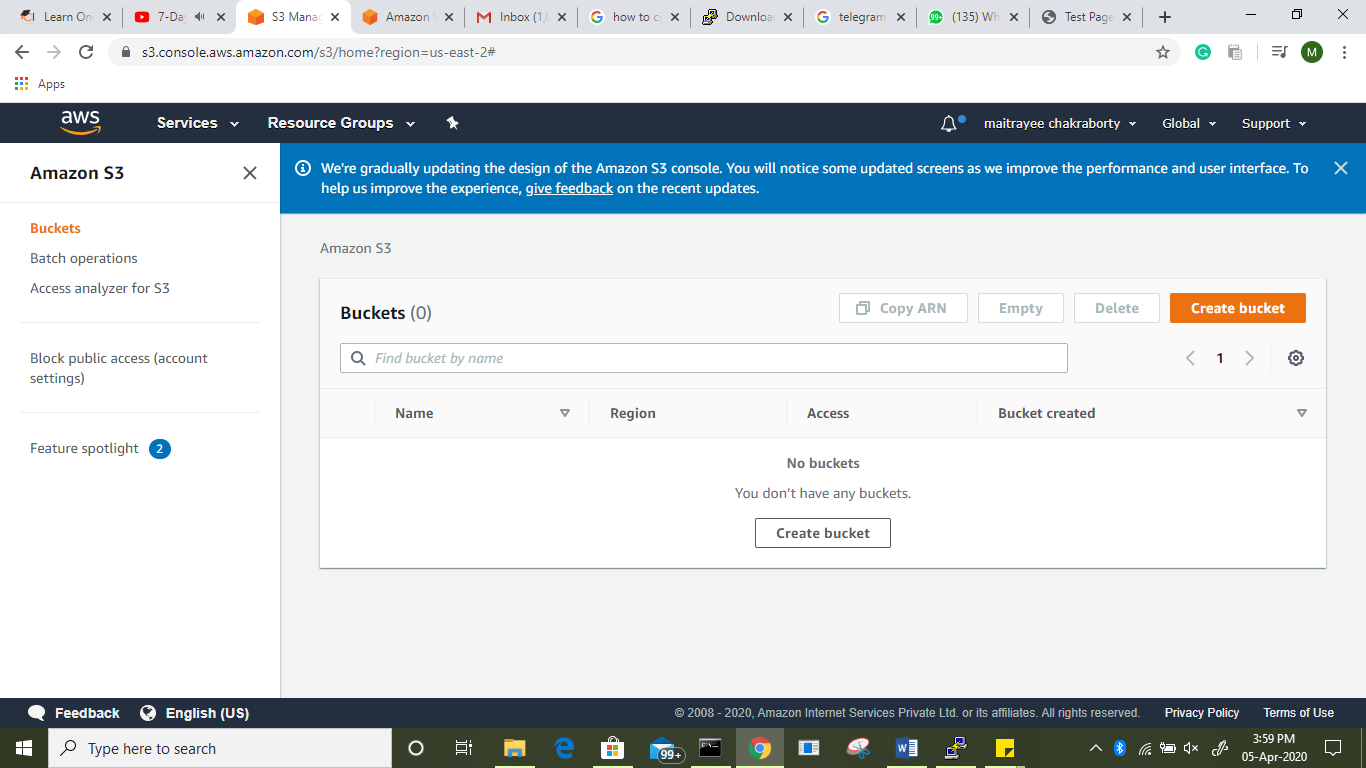 Learn Onl
7-Da
S3 Mana
Amazon
Inbox (1,
how to c
Downloa
telegram
99+
(135) Wh
Test Page
s3.console.aws.amazon.com/s3/home?region=us-east-2#
M
Apps
aws
Services
Resource Groups
maitrayee chakraborty
Global
Support
Amazon S3
We're gradually updating the design of the Amazon S3 console. You will notice some updated screens as we improve the performance and user interface. To
help us improve the experience, give feedback on the recent updates.
Buckets
Batch operations
Access analyzer for S3
Block public access (account
settings)
Feature spotlight 2
Amazon S3
Buckets (0)
Copy ARN
Empty
Delete
Create bucket
Find bucket by name
1
Name
Region
Access
Bucket created
No buckets
You don't have any buckets.
Create bucket
Feedback
English (US)
© 2008 - 2020, Amazon Internet Services Private Ltd. or its affiliates. All rights reserved.
Privacy Policy
Terms of Use
Type here to search
99+
3:59 PM
05-Apr-2020